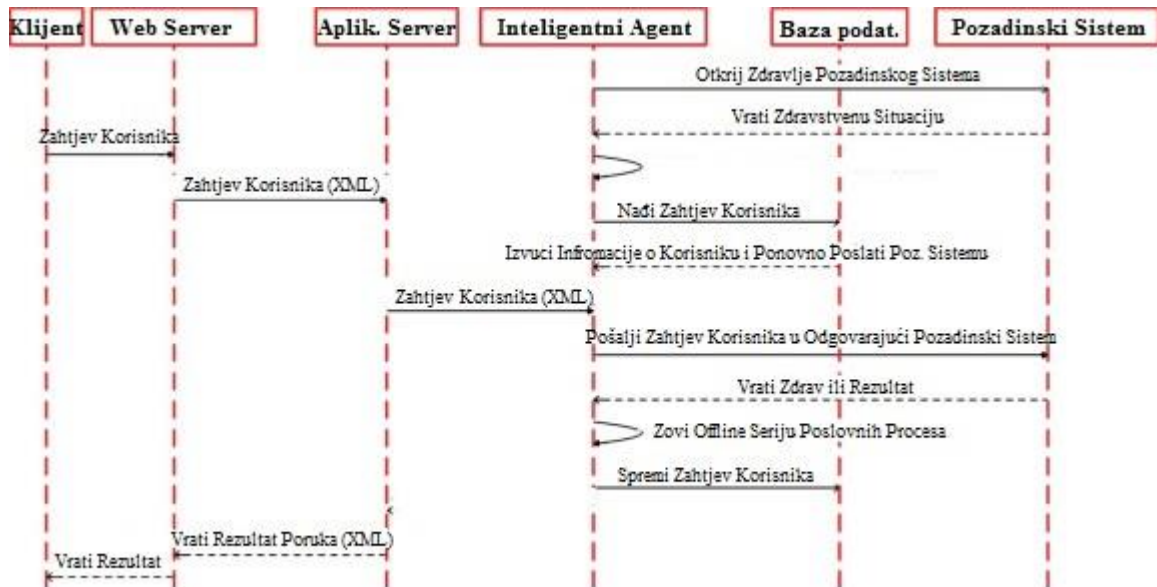 Klijent
Web Server
Aplik. Server
Inteligentni Agent
Baza podat.
Pozadinski Sistem
Otkrij Zdravlje Pozadinskog Sistema
Vrati Zdravstvenu Situaciju
Zahtjev Korisnika
Zahtjev Korisnika (XML)
Nađi Zahtjev Korisnika
Izvuci Infromacije o Korisniku i Ponovno Poslati Poz. Sistemu
Zahtjev Korisnika (XML)
Pošalji Zahtjev Korisnika u Odgovarajući Pozadinski Sistem
Vrati Zdrav ili Rezultat
Zovi Offline Seriju Poslovnih Procesa
Spremi Zahtjev Korisnika
Vrati Rezultat Poruka (XML)
Vrati Rezultat